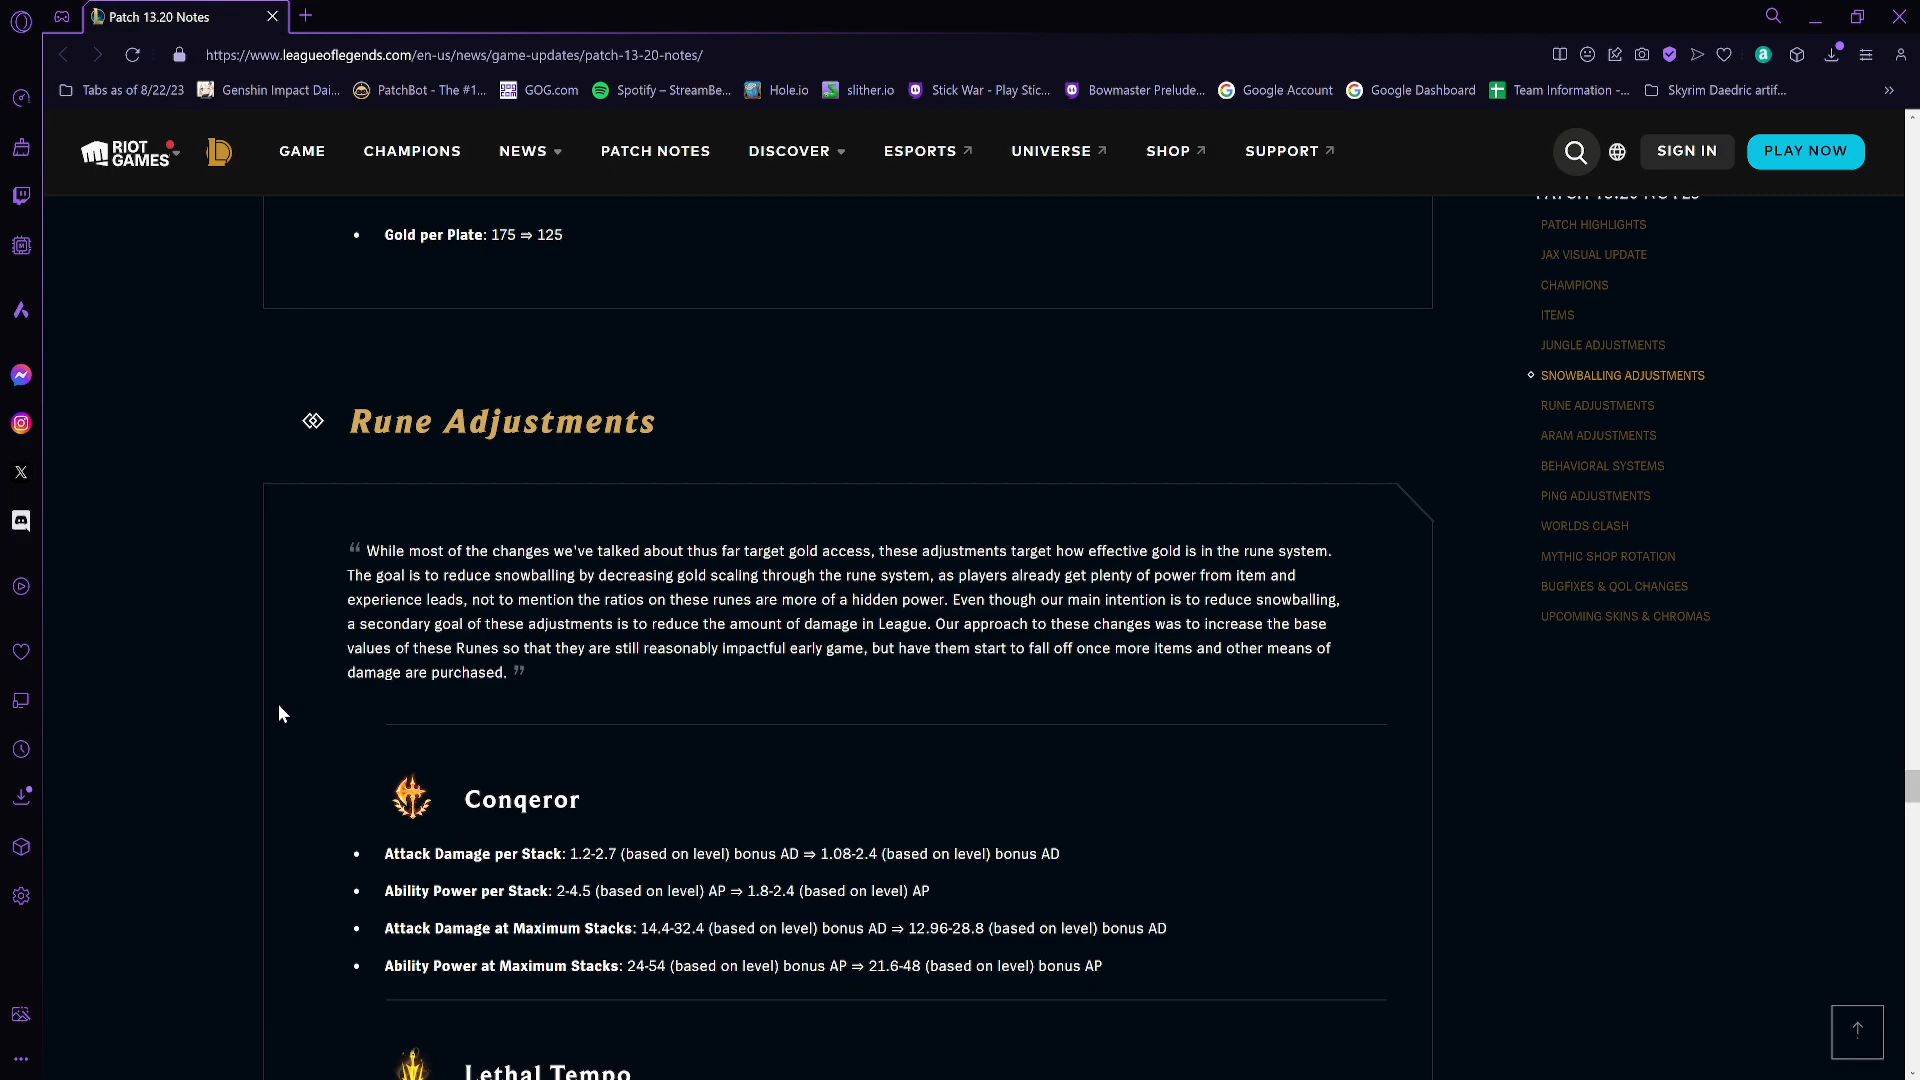 Patch 13.20 Notes
https://www.leagueoflegends.com/en-us/news/game-updates/patch-13-20-notes/
Tabs as of 8/22/23 Genshin Impact Dai... PatchBot - The #1... GOG.com Spotify – StreamBe... Hole.io slither.io Stick War - Play Stic... Bowmaster Prelude... Google Account Google Dashboard Team Information -... Skyrim Daedric artif...
RIOT GAMES GAME CHAMPIONS NEWS PATCH NOTES DISCOVER ESPORTS UNIVERSE SHOP SUPPORT SIGN IN PLAY NOW
• Gold per Plate: 175 ⇒ 125
Rune Adjustments
“ While most of the changes we've talked about thus far target gold access, these adjustments target how effective gold is in the rune system.
The goal is to reduce snowballing by decreasing gold scaling through the rune system, as players already get plenty of power from item and
experience leads, not to mention the ratios on these runes are more of a hidden power. Even though our main intention is to reduce snowballing,
a secondary goal of these adjustments is to reduce the amount of damage in League. Our approach to these changes was to increase the base
values of these Runes so that they are still reasonably impactful early game, but have them start to fall off once more items and other means of
damage are purchased. ”
Conqeror
• Attack Damage per Stack: 1.2-2.7 (based on level) bonus AD ⇒ 1.08-2.4 (based on level) bonus AD
• Ability Power per Stack: 2-4.5 (based on level) AP ⇒ 1.8-2.4 (based on level) AP
• Attack Damage at Maximum Stacks: 14.4-32.4 (based on level) bonus AD ⇒ 12.96-28.8 (based on level) bonus AD
• Ability Power at Maximum Stacks: 24-54 (based on level) bonus AP ⇒ 21.6-48 (based on level) bonus AP
Lethal Tempo
PATCH 13.20 NOTES
PATCH HIGHLIGHTS
JAX VISUAL UPDATE
CHAMPIONS
ITEMS
JUNGLE ADJUSTMENTS
SNOWBALLING ADJUSTMENTS
RUNE ADJUSTMENTS
ARAM ADJUSTMENTS
BEHAVIORAL SYSTEMS
PING ADJUSTMENTS
WORLDS CLASH
MYTHIC SHOP ROTATION
BUGFIXES & QOL CHANGES
UPCOMING SKINS & CHROMAS